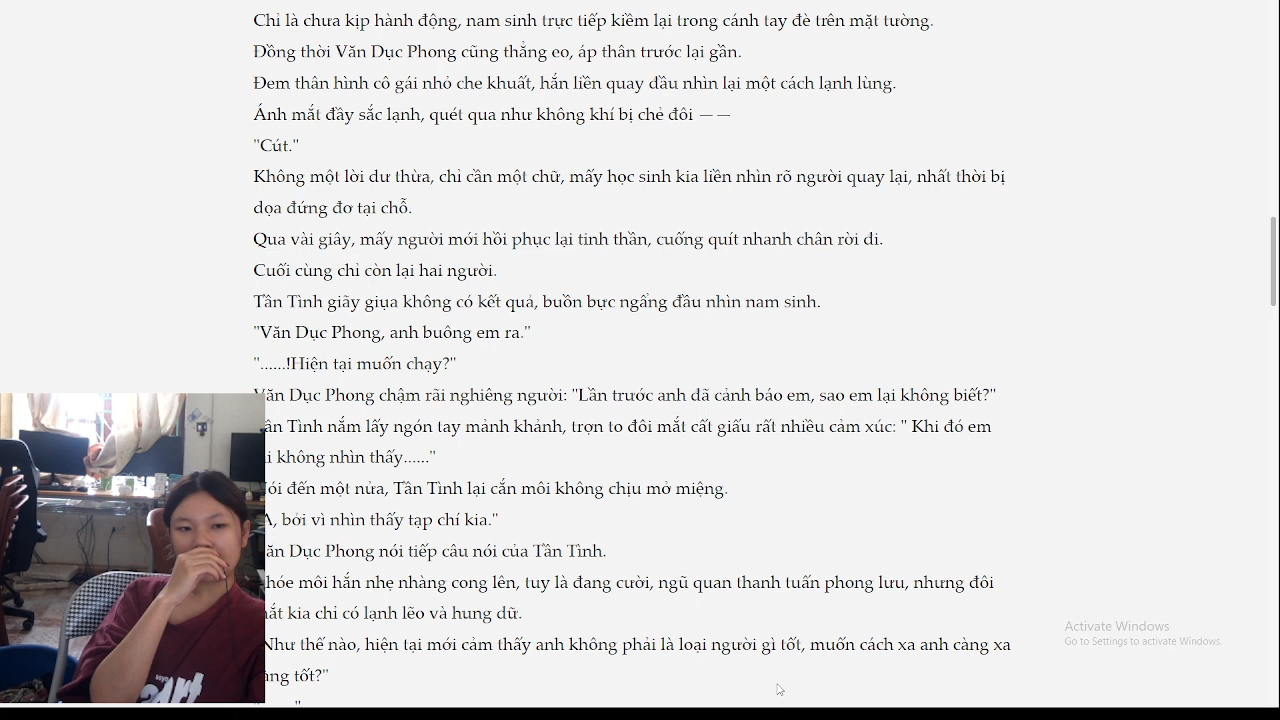 Chỉ là chưa kịp hành động, nam sinh trực tiếp kiềm lại trong cánh tay đè trên mặt tường.
Đồng thời Văn Dục Phong cũng thẳng eo, áp thân trước lại gần.
Đem thân hình cô gái nhỏ che khuất, hắn liền quay đầu nhìn lại một cách lạnh lùng.
Ánh mắt đầy sắc lạnh, quét qua như không khí bị chẻ đôi ——
"Cút."
Không một lời dư thừa, chỉ cần một chữ, mấy học sinh kia liền nhìn rõ người quay lại, nhất thời bị
dọa đứng đơ tại chỗ.
Qua vài giây, mấy người mới hồi phục lại tinh thần, cuống quít nhanh chân rời đi.
Cuối cùng chỉ còn lại hai người.
Tần Tình giãy giụa không có kết quả, buồn bực ngẩng đầu nhìn nam sinh.
"Văn Dục Phong, anh buông em ra."
"......!Hiện tại muốn chạy?"
Văn Dục Phong chậm rãi nghiêng người: "Lần trước anh đã cảnh báo em, sao em lại không biết?"
ần Tình nắm lấy ngón tay mảnh khảnh, trợn to đôi mắt cất giấu rất nhiều cảm xúc: " Khi đó em
i không nhìn thấy......"
ói đến một nửa, Tần Tình lại cắn môi không chịu mở miệng.
A, bởi vì nhìn thấy tạp chí kia."
ăn Dục Phong nói tiếp câu nói của Tần Tình.
hóe môi hắn nhẹ nhàng cong lên, tuy là đang cười, ngũ quan thanh tuấn phong lưu, nhưng đôi
ắt kia chỉ có lạnh lẽo và hung dữ.
Như thế nào, hiện tại mới cảm thấy anh không phải là loại người gì tốt, muốn cách xa anh càng xa
àng tốt?"
Activate Windows
Go to Settings to activate Windows.